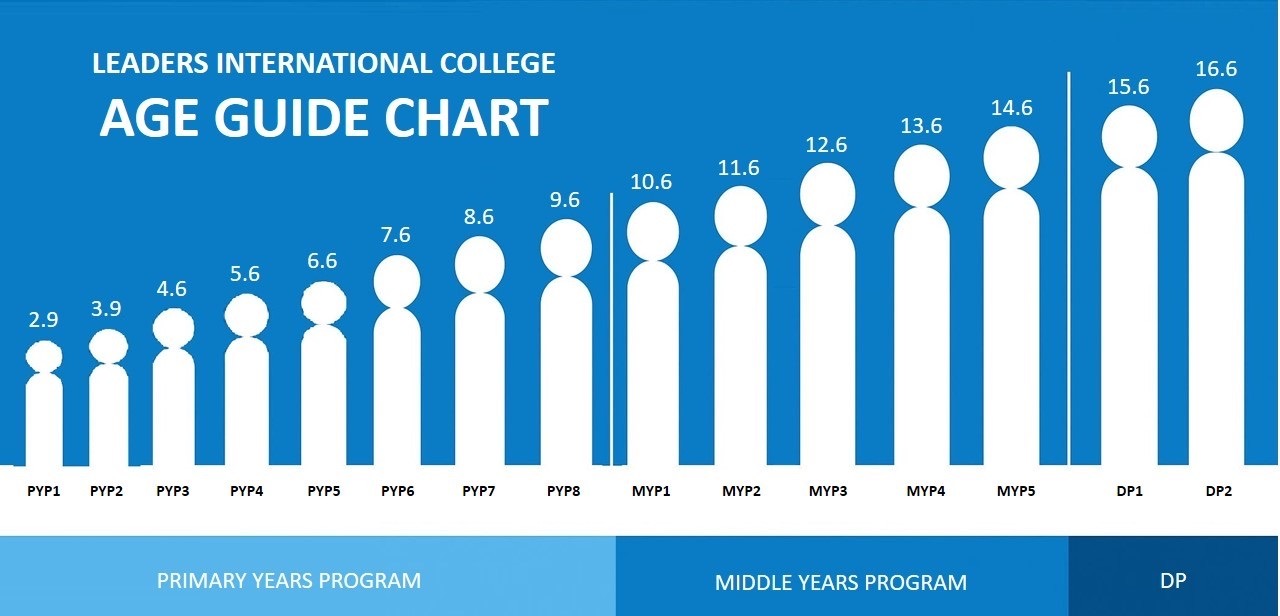 LEADERS INTERNATIONAL COLLEGE
AGE GUIDE CHART
2.9 3.9 4.6 5.6 6.6 7.6 8.6 9.6 10.6 11.6 12.6 13.6 14.6 15.6 16.6
PYP1 PYP2 PYP3 PYP4 PYP5 PYP6 PYP7 PYP8 MYP1 MYP2 MYP3 MYP4 MYP5 DP1 DP2
PRIMARY YEARS PROGRAM MIDDLE YEARS PROGRAM DP